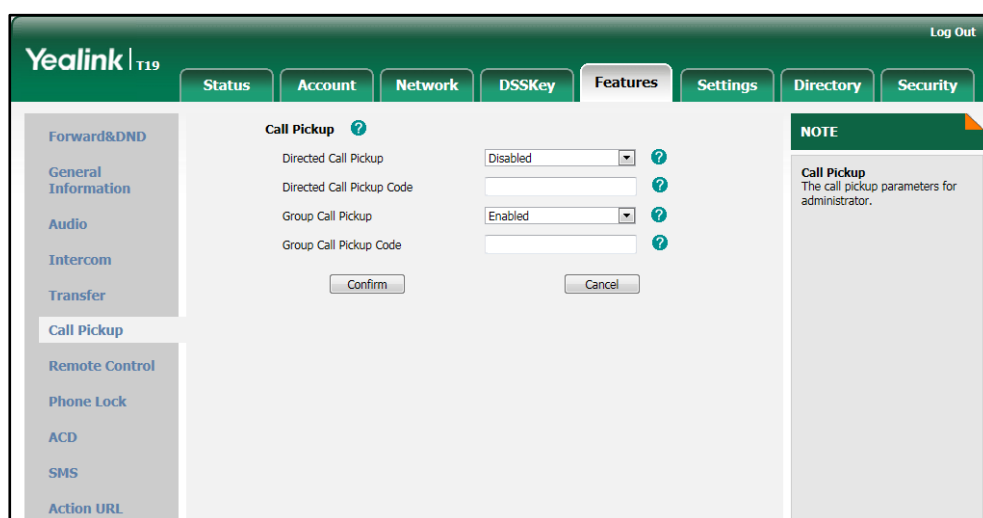 Log Out
Yealink T19
Status Account Network DSSKey Features Settings Directory Security
Forward&DND
General
Information
Audio
Intercom
Transfer
Call Pickup
Remote Control
Phone Lock
ACD
SMS
Action URL
Call Pickup ?
Directed Call Pickup Disabled ?
Directed Call Pickup Code ?
Group Call Pickup Enabled ?
Group Call Pickup Code ?
Confirm Cancel
NOTE
Call Pickup
The call pickup parameters for
administrator.